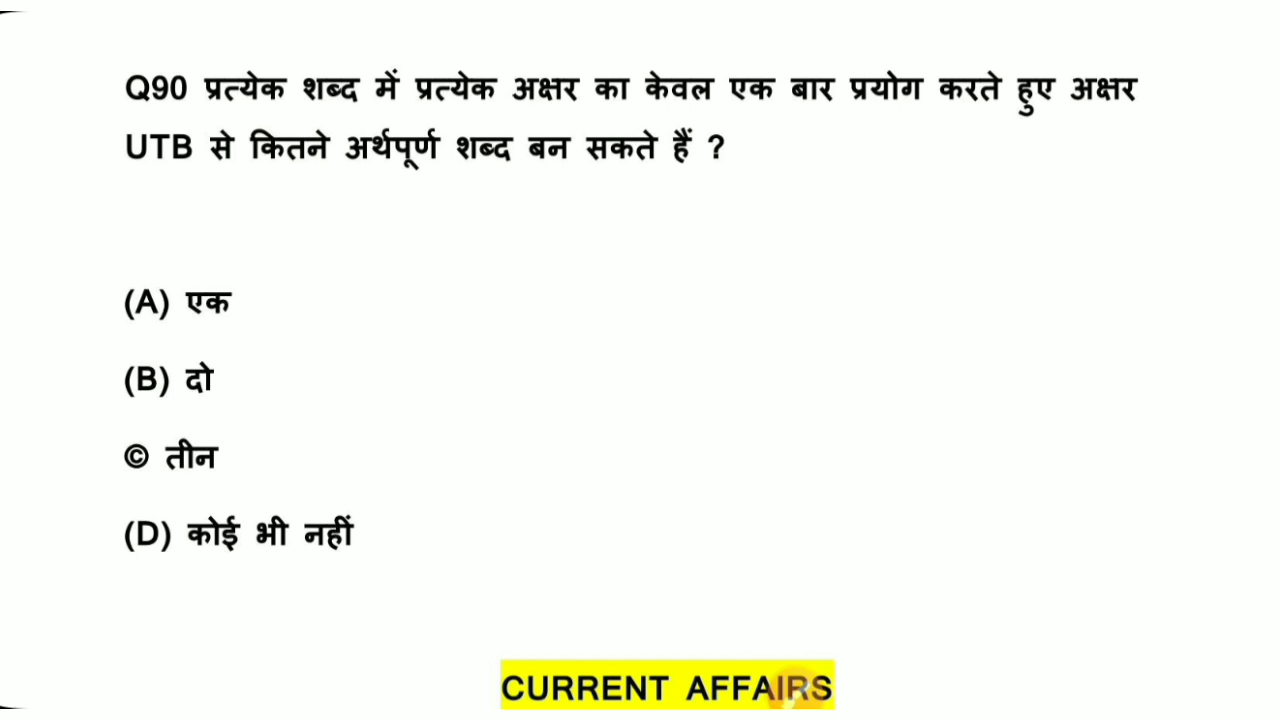 Q90 प्रत्येक शब्द में प्रत्येक अक्षर का केवल एक बार प्रयोग करते हुए अक्षर
UTB से कितने अर्थपूर्ण शब्द बन सकते हैं ?
(A) एक
(B) दो
© तीन
(D) कोई भी नहीं
CURRENT AFFAIRS